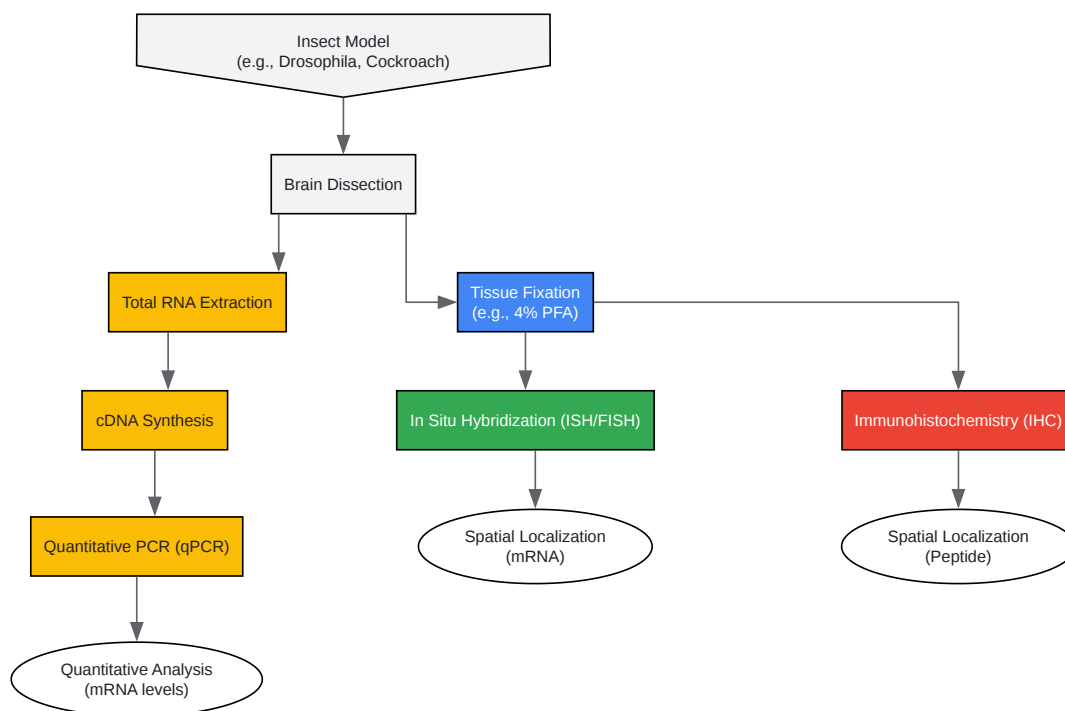 Insect Model
(e.g., Drosophila, Cockroach)
Brain Dissection
Total RNA Extraction
Tissue Fixation
(e.g., 4% PFA)
cDNA Synthesis
In Situ Hybridization (ISH/FISH)
Immunohistochemistry (IHC)
Quantitative PCR (qPCR)
Spatial Localization
(mRNA)
Spatial Localization
(Peptide)
Quantitative Analysis
(mRNA levels)